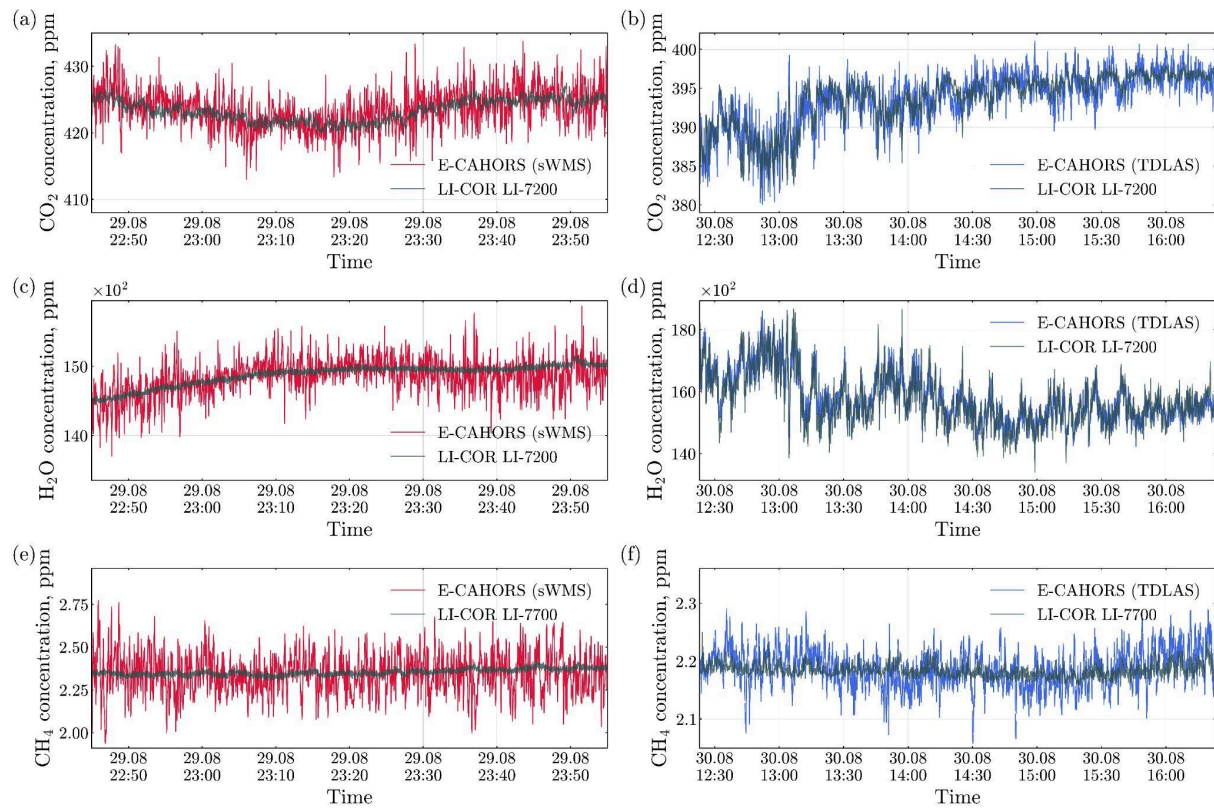 (a)
CO₂ concentration, ppm
430
420
410
E-CAHORS (sWMS)
LI-COR LI-7200
29.08 29.08 29.08 29.08 29.08 29.08 29.08
22:50 23:00 23:10 23:20 23:30 23:40 23:50
Time
(b)
CO₂ concentration, ppm
400
395
390
385
380
E-CAHORS (TDLAS)
LI-COR LI-7200
30.08 30.08 30.08 30.08 30.08 30.08 30.08 30.08
12:30 13:00 13:30 14:00 14:30 15:00 15:30 16:00
Time
(c)
×10²
H₂O concentration, ppm
150
140
E-CAHORS (sWMS)
LI-COR LI-7200
29.08 29.08 29.08 29.08 29.08 29.08 29.08
22:50 23:00 23:10 23:20 23:30 23:40 23:50
Time
(d)
×10²
H₂O concentration, ppm
180
160
140
E-CAHORS (TDLAS)
LI-COR LI-7200
30.08 30.08 30.08 30.08 30.08 30.08 30.08 30.08
12:30 13:00 13:30 14:00 14:30 15:00 15:30 16:00
Time
(e)
CH₄ concentration, ppm
2.75
2.50
2.25
2.00
E-CAHORS (sWMS)
LI-COR LI-7700
29.08 29.08 29.08 29.08 29.08 29.08 29.08
22:50 23:00 23:10 23:20 23:30 23:40 23:50
Time
(f)
CH₄ concentration, ppm
2.3
2.2
2.1
E-CAHORS (TDLAS)
LI-COR LI-7700
30.08 30.08 30.08 30.08 30.08 30.08 30.08 30.08
12:30 13:00 13:30 14:00 14:30 15:00 15:30 16:00
Time